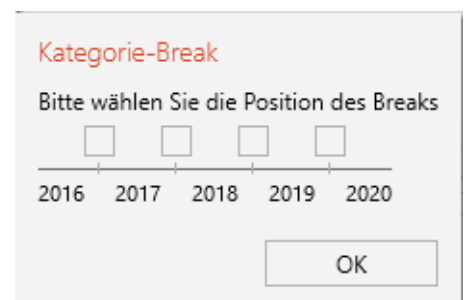 Kategorie-Break
Bitte wählen Sie die Position des Breaks
2016 2017 2018 2019 2020
OK